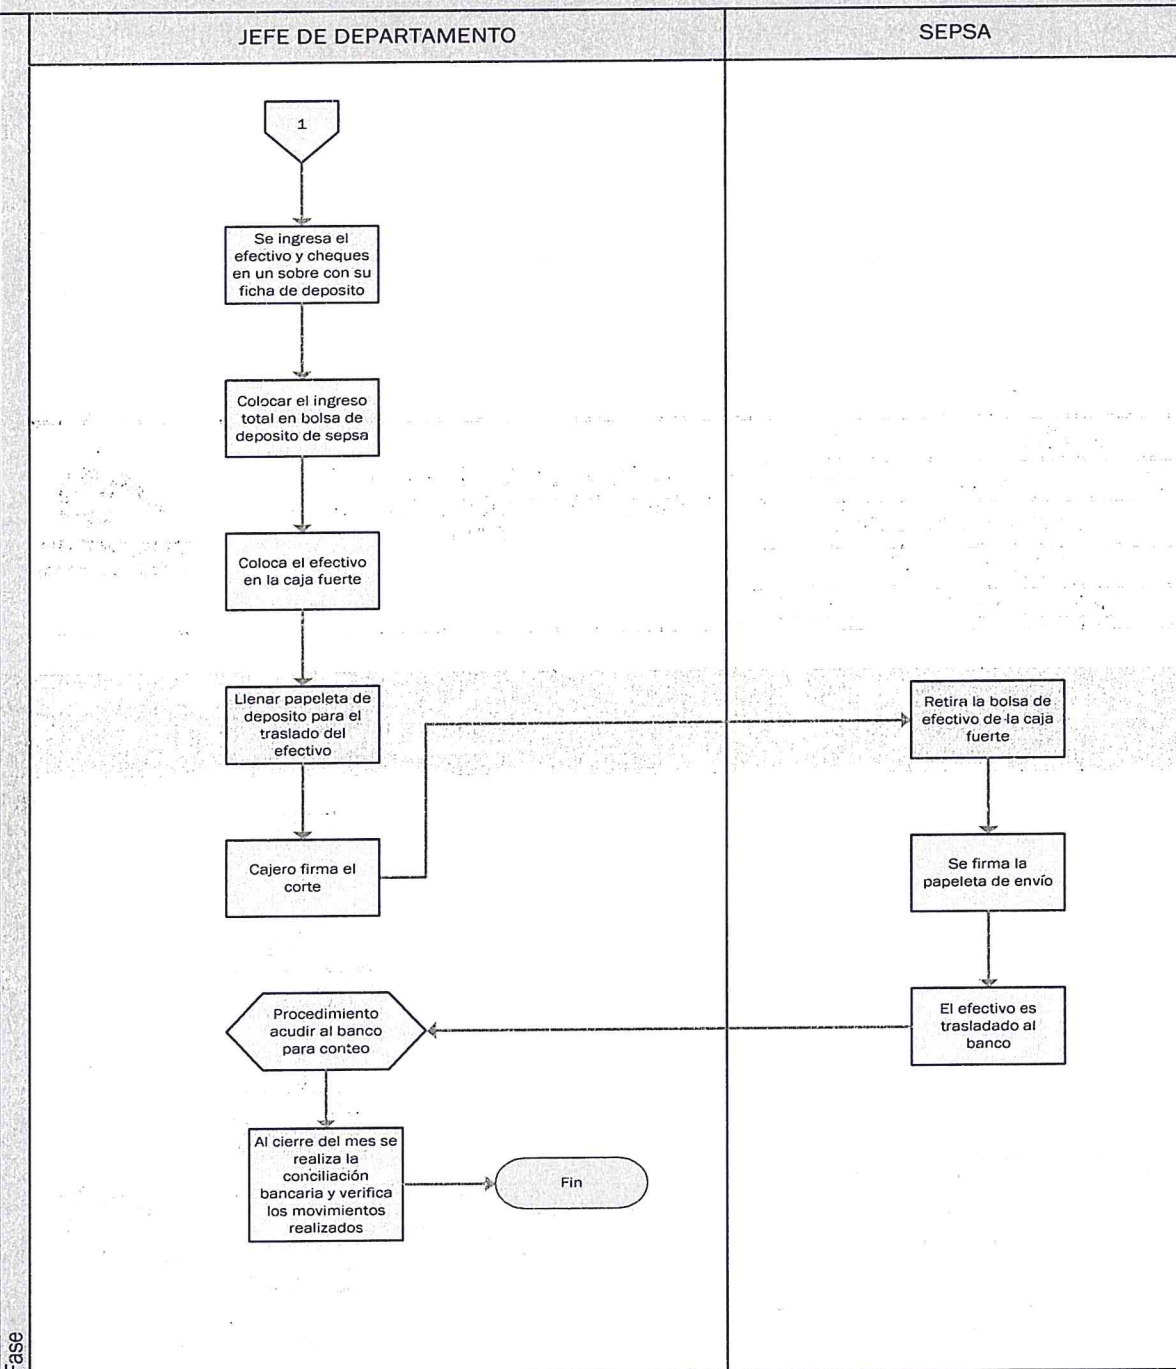 JEFE DE DEPARTAMENTO
SEPSA
1
Se ingresa el
efectivo y cheques
en un sobre con su
ficha de deposito
Colocar el ingreso
total en bolsa de
deposito de sepsa
Coloca el efectivo
en la caja fuerte
Llenar papeleta de
deposito para el
traslado del
efectivo
Cajero firma el
corte
Retira la bolsa de
efectivo de la caja
fuerte
Se firma la
papeleta de envío
El efectivo es
trasladado al
banco
Procedimiento
acudir al banco
para conteo
Al cierre del mes se
realiza la
conciliación
bancaria y verifica
los movimientos
realizados
Fin
Fase